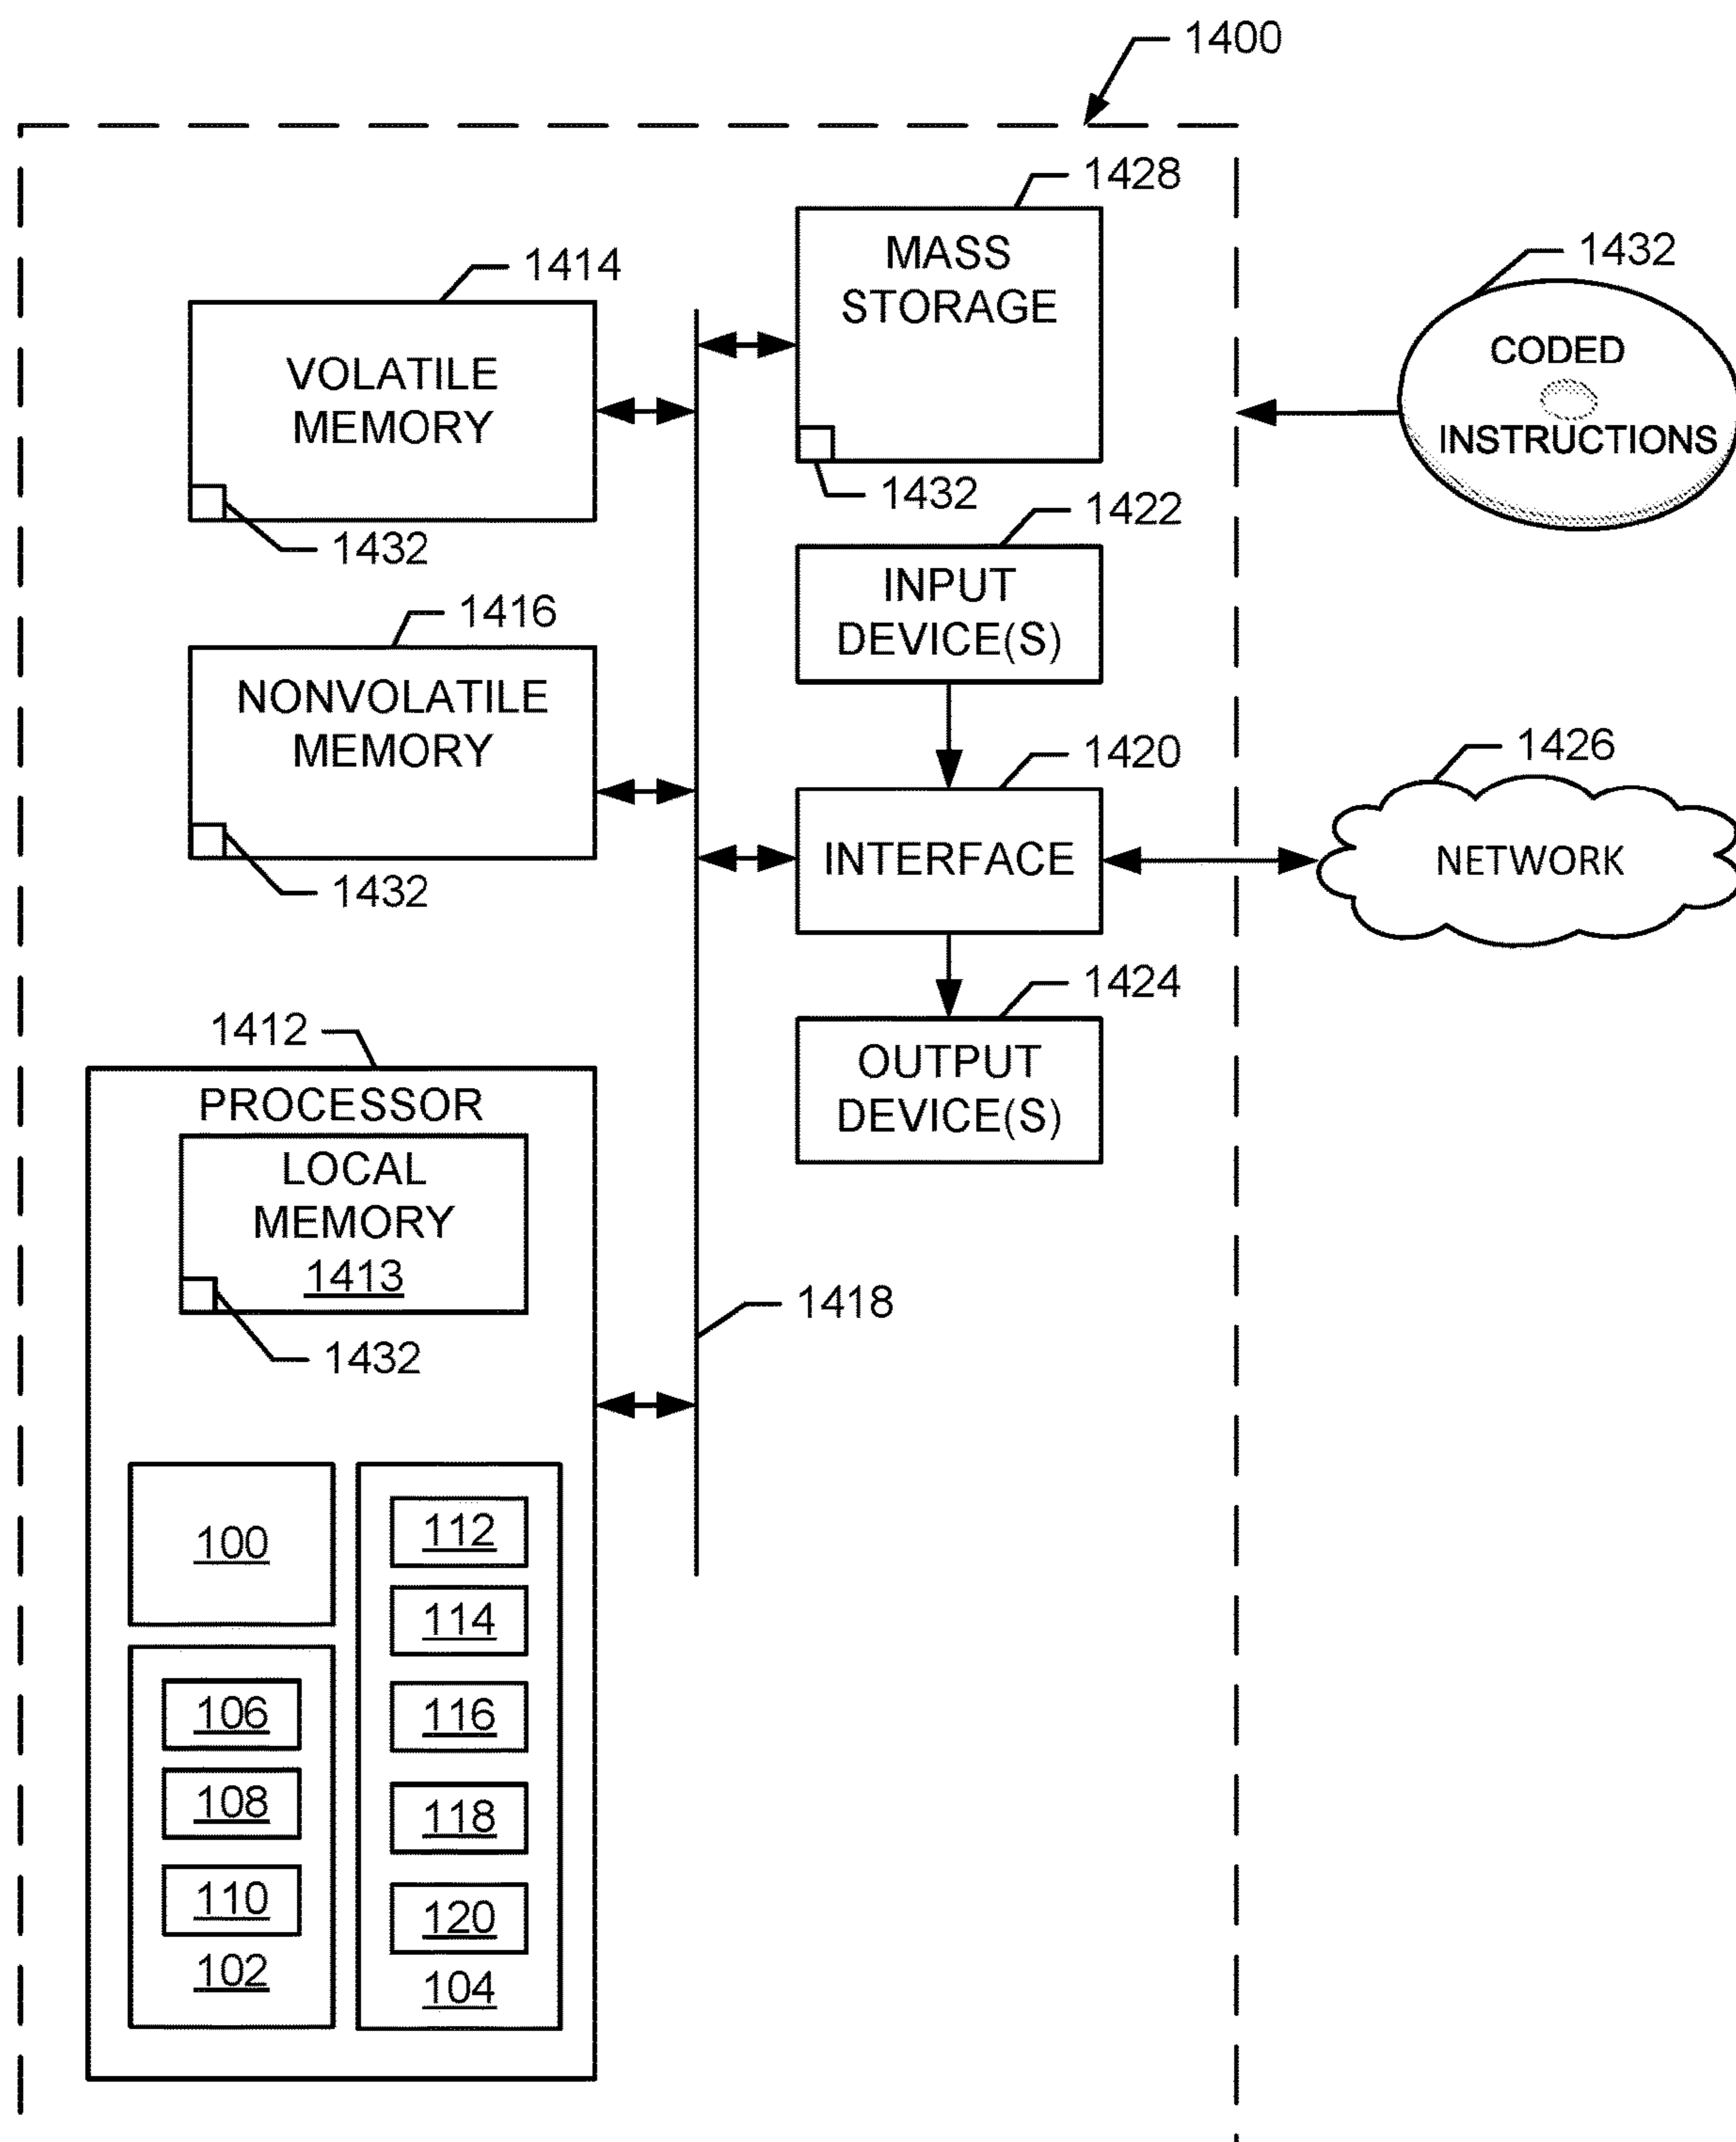 1400
1428
MASS
STORAGE
1432
1414
VOLATILE
MEMORY
1432
1432
CODED
INSTRUCTIONS
1422
INPUT
DEVICE(S)
1416
NONVOLATILE
MEMORY
1432
1420
INTERFACE
1426
NETWORK
1424
OUTPUT
DEVICE(S)
1412
PROCESSOR
LOCAL
MEMORY
1413
1432
1418
100
106
108
110
102
112
114
116
118
120
104